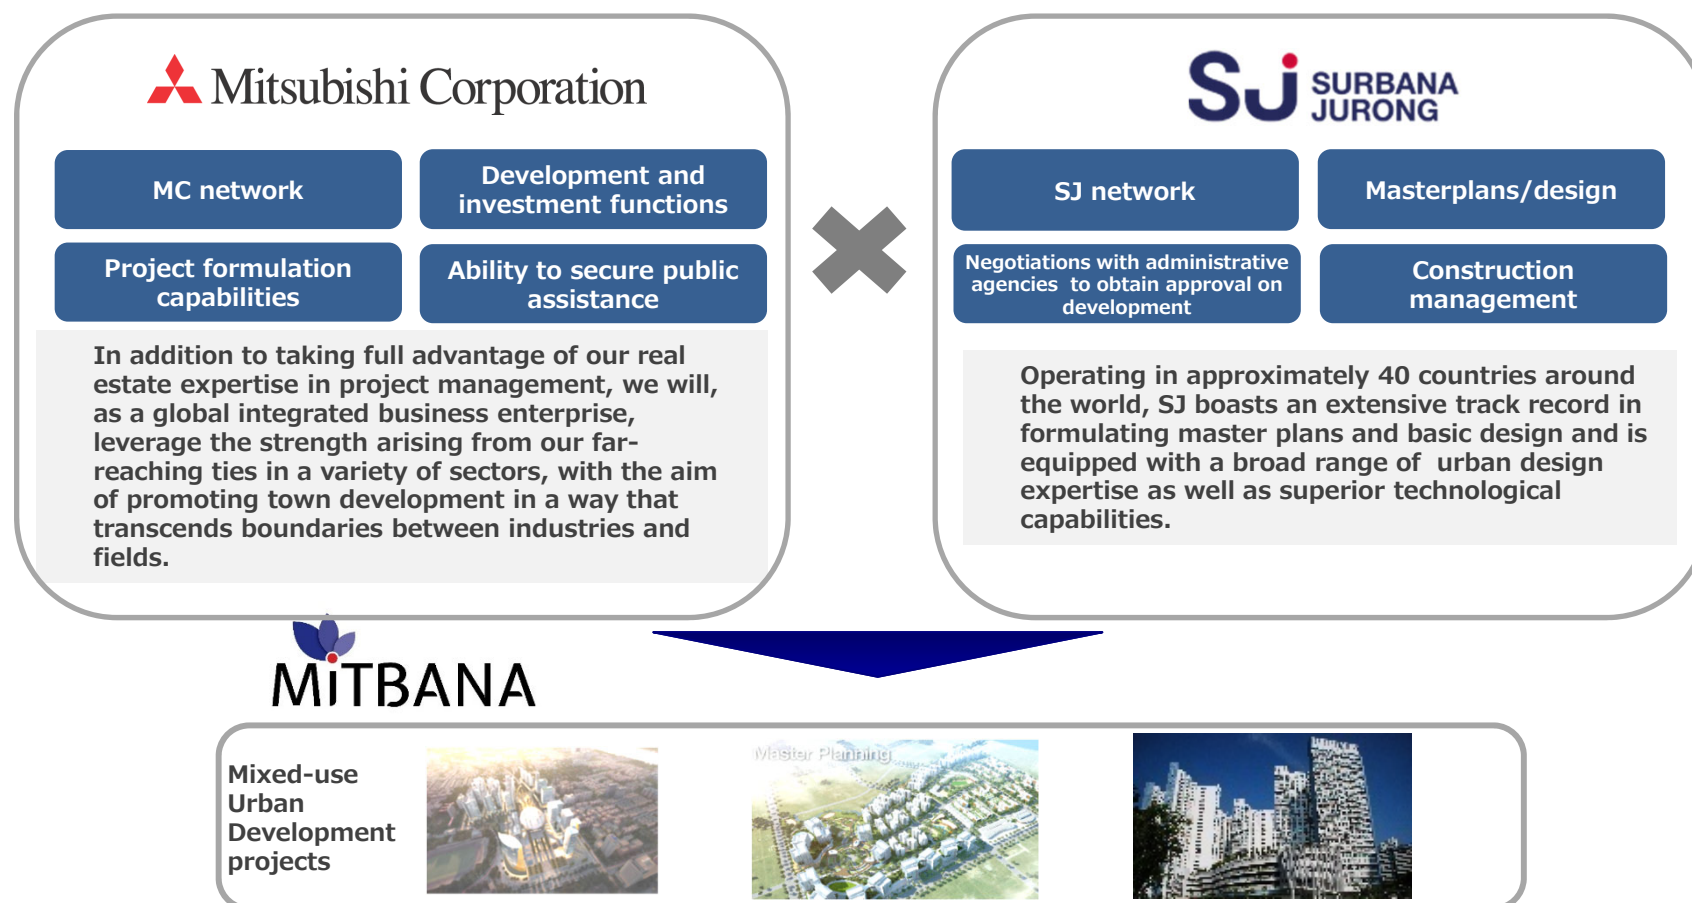 Mitsubishi Corporation
MC network
Development and
investment functions
Project formulation
capabilities
Ability to secure public
assistance
In addition to taking full advantage of our real
estate expertise in project management, we will,
as a global integrated business enterprise,
leverage the strength arising from our far-
reaching ties in a variety of sectors, with the aim
of promoting town development in a way that
transcends boundaries between industries and
fields.
SJ SURBANA
JURONG
SJ network
Masterplans/design
Negotiations with administrative
agencies  to obtain approval on
development
Construction
management
Operating in approximately 40 countries around
the world, SJ boasts an extensive track record in
formulating master plans and basic design and is
equipped with a broad range of  urban design
expertise as well as superior technological
capabilities.
MiTBANA
Mixed-use
Urban
Development
projects
Master Planning